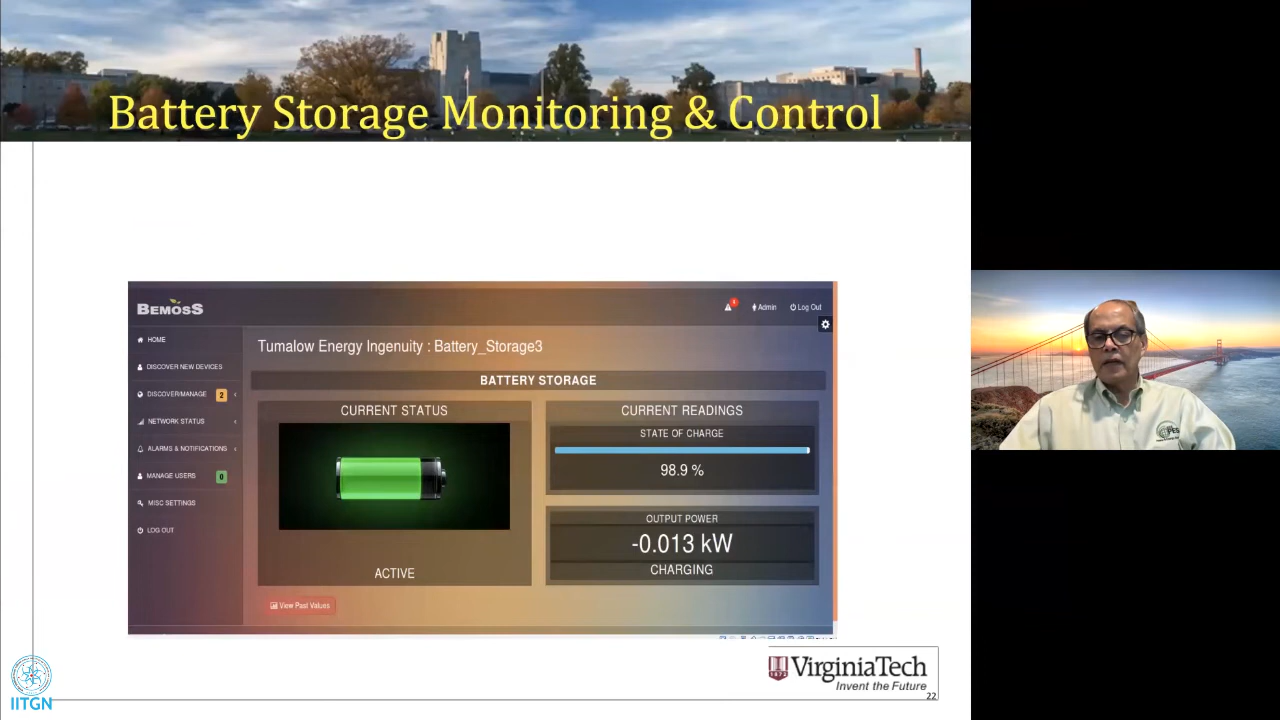 Battery Storage Monitoring & Control
BEMOSS
1
Admin
Log Out
HOME
DISCOVER NEW DEVICES
DISCOVER/MANAGE 2
NETWORK STATUS
ALARMS & NOTIFICATIONS
MANAGE USERS 0
MISC SETTINGS
LOG OUT
Tumalow Energy Ingenuity : Battery_Storage3
BATTERY STORAGE
CURRENT STATUS
ACTIVE
View Past Values
CURRENT READINGS
STATE OF CHARGE
98.9 %
OUTPUT POWER
-0.013 kW
CHARGING
IITGN
1872
VirginiaTech
Invent the Future
22
PES